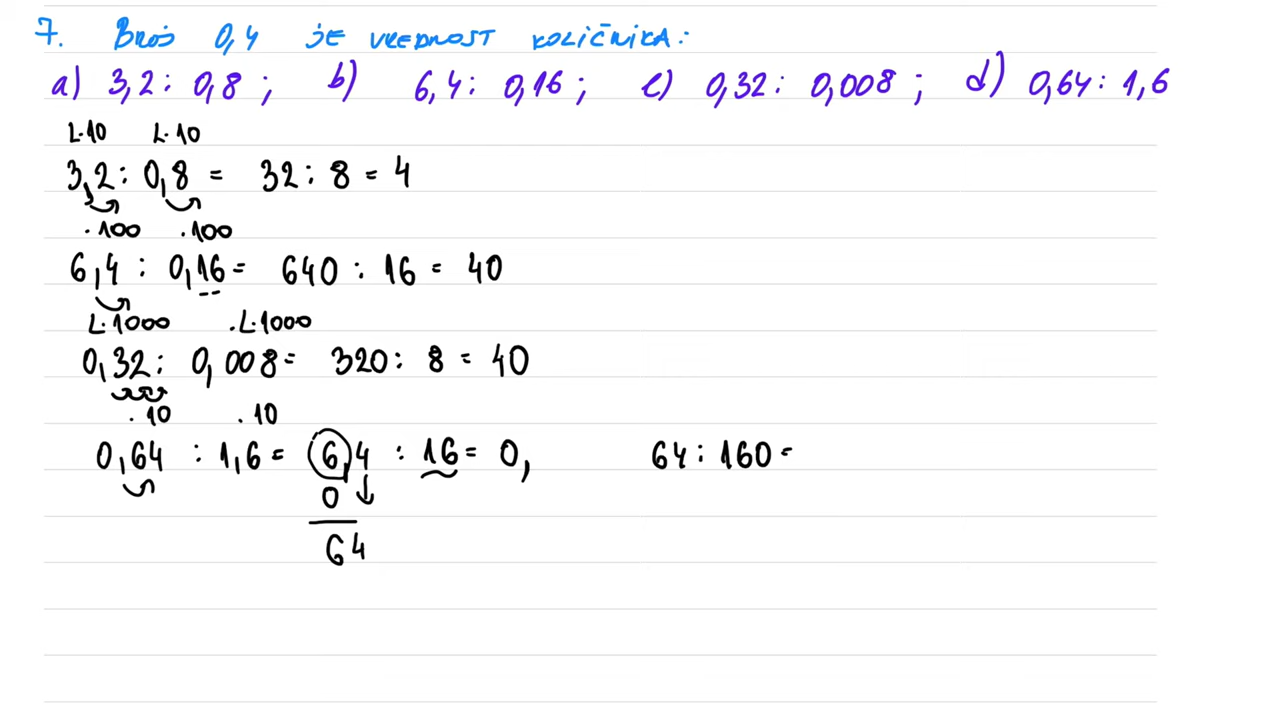 7. Broj 0,4 je vrednost količnika:
a) 3,2 : 0,8 ; b) 6,4 : 0,16 ; c) 0,32 : 0,008 ; d) 0,64 : 1,6
L·10 L·10
3,2 : 0,8 = 32 : 8 = 4
·100 ·100
6,4 : 0,16 = 640 : 16 = 40
L·1000 .L·1000
0,32 : 0,008 = 320 : 8 = 40
·10 ·10
0,64 : 1,6 = 6,4 : 16 = 0, 64 : 160 =
0
64